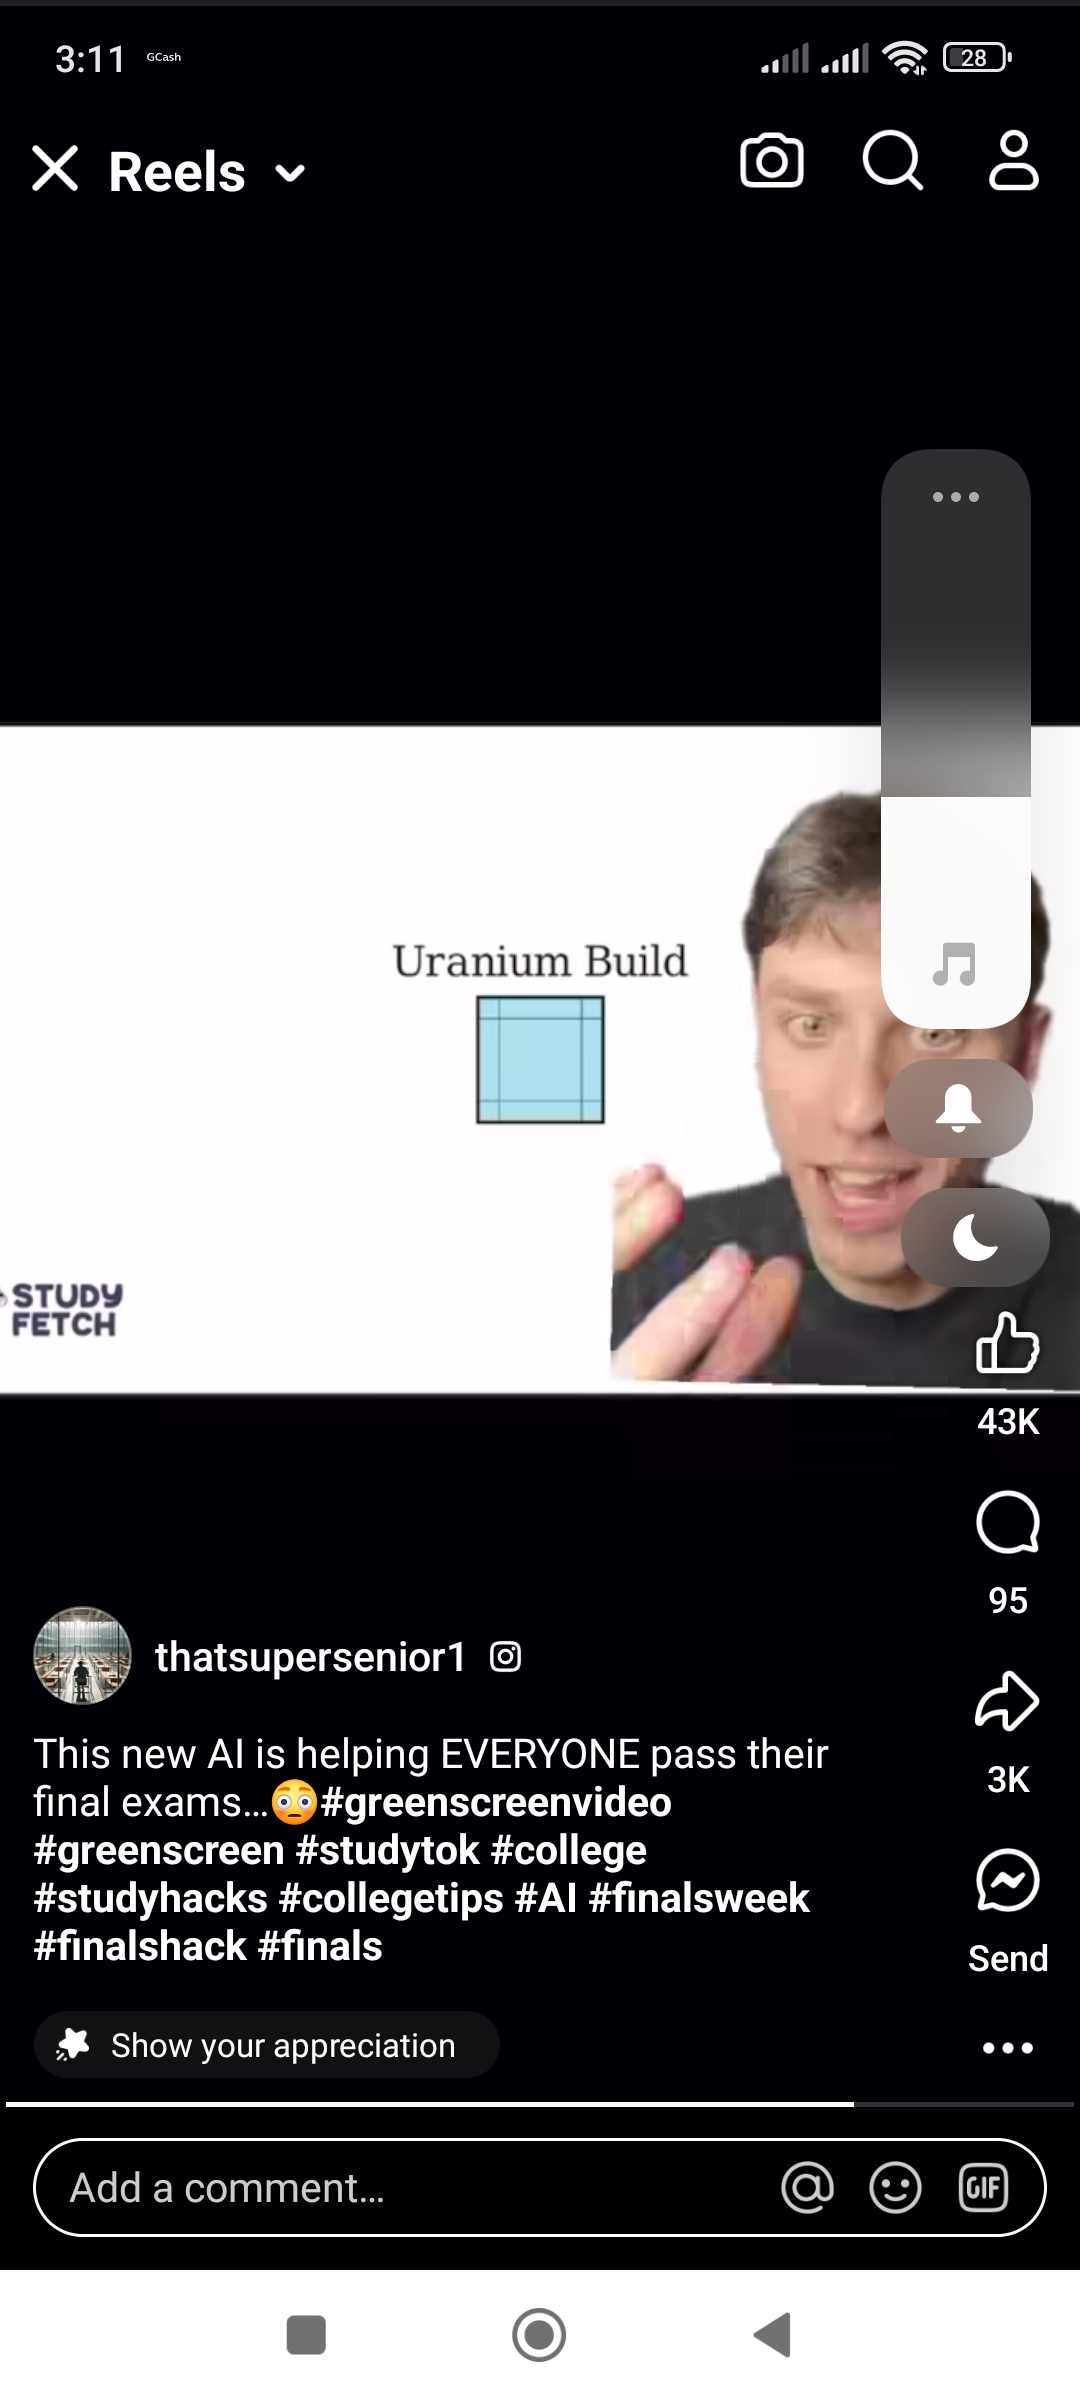 3:11 GCash 28
Reels
Uranium Build
STUDY
FETCH
43K
95
thatsupersenior1
3K
This new AI is helping EVERYONE pass their
final exams...😳#greenscreenvideo
#greenscreen #studytok #college
#studyhacks #collegetips #AI #finalsweek
#finalshack #finals
Send
Show your appreciation
Add a comment...
GIF